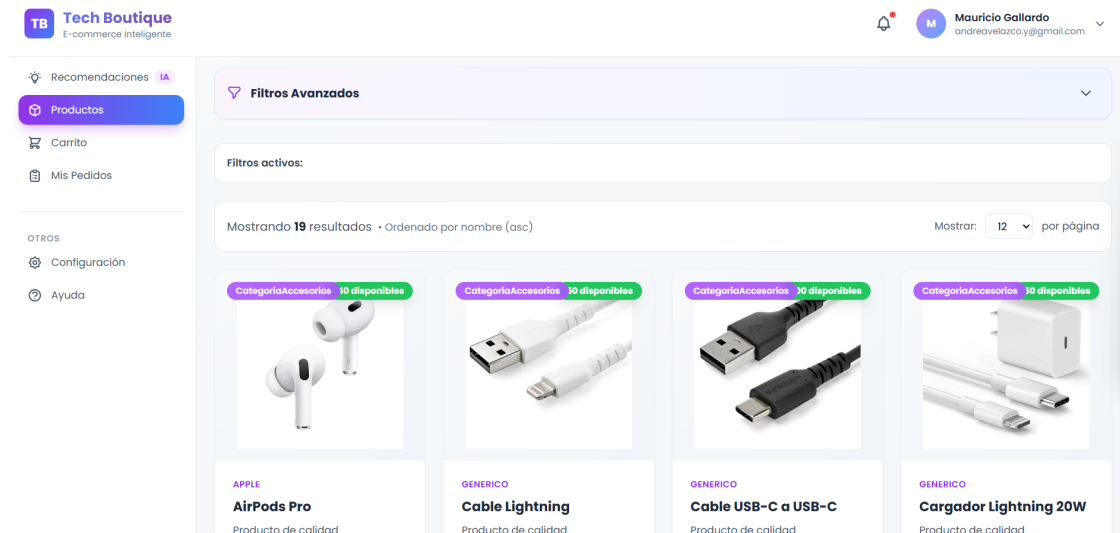 TB
Tech Boutique
E-commerce Inteligente
M
Mauricio Gallardo
andreavelazco.y@gmail.com
Recomendaciones IA
Productos
Carrito
Mis Pedidos
OTROS
Configuración
Ayuda
Filtros Avanzados
Filtros activos:
Mostrando 19 resultados • Ordenado por nombre (asc)
Mostrar: 12 por página
CategoriaAccesorios
disponibles
CategoriaAccesorios
disponibles
CategoriaAccesorios
disponibles
CategoriaAccesorios
disponibles
APPLE
AirPods Pro
Producto de calidad
GENERICO
Cable Lightning
Producto de calidad
GENERICO
Cable USB-C a USB-C
Producto de calidad
GENERICO
Cargador Lightning 20W
Producto de calidad